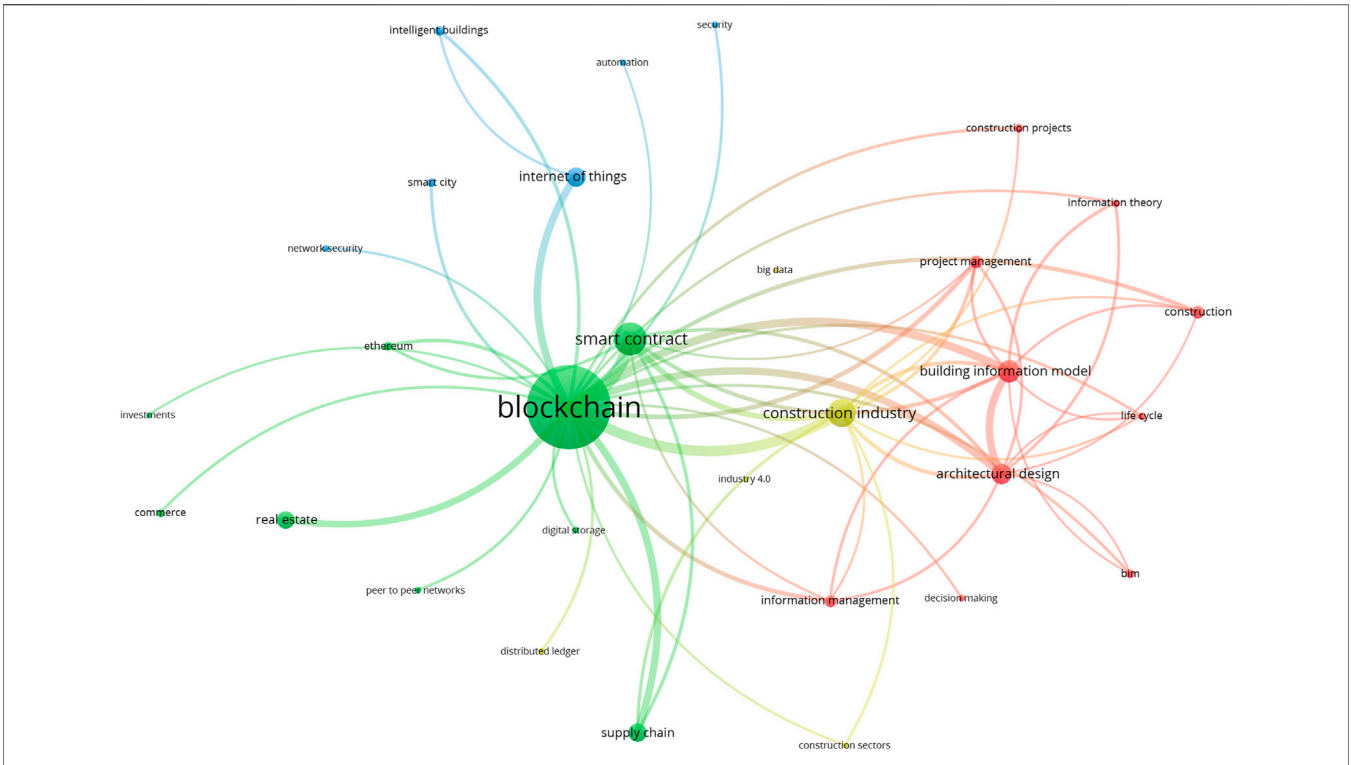 security
intelligent buildings
automation
construction projects
internet of things
smart city
information theory
network security
project management
big data
construction
smart contract
ethereum
building information model
blockchain
construction industry
investments
life cycle
architectural design
industry 4.0
commerce
real estate
digital storage
bim
peer to peer networks
information management
decision making
distributed ledger
supply chain
construction sectors